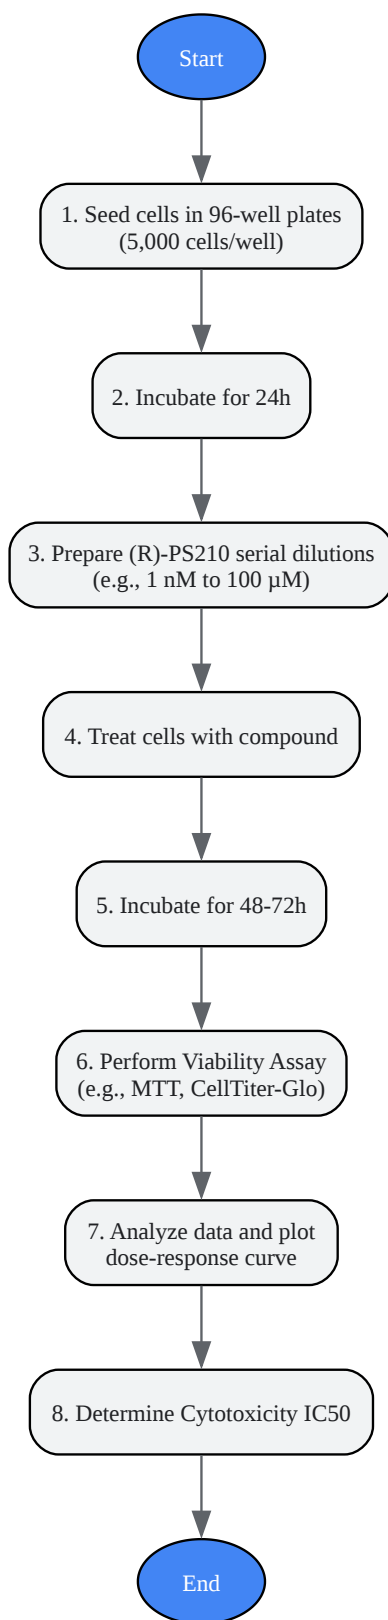 Start
1. Seed cells in 96-well plates
(5,000 cells/well)
2. Incubate for 24h
3. Prepare (R)-PS210 serial dilutions
(e.g., 1 nM to 100 µM)
4. Treat cells with compound
5. Incubate for 48-72h
6. Perform Viability Assay
(e.g., MTT, CellTiter-Glo)
7. Analyze data and plot
dose-response curve
8. Determine Cytotoxicity IC50
End